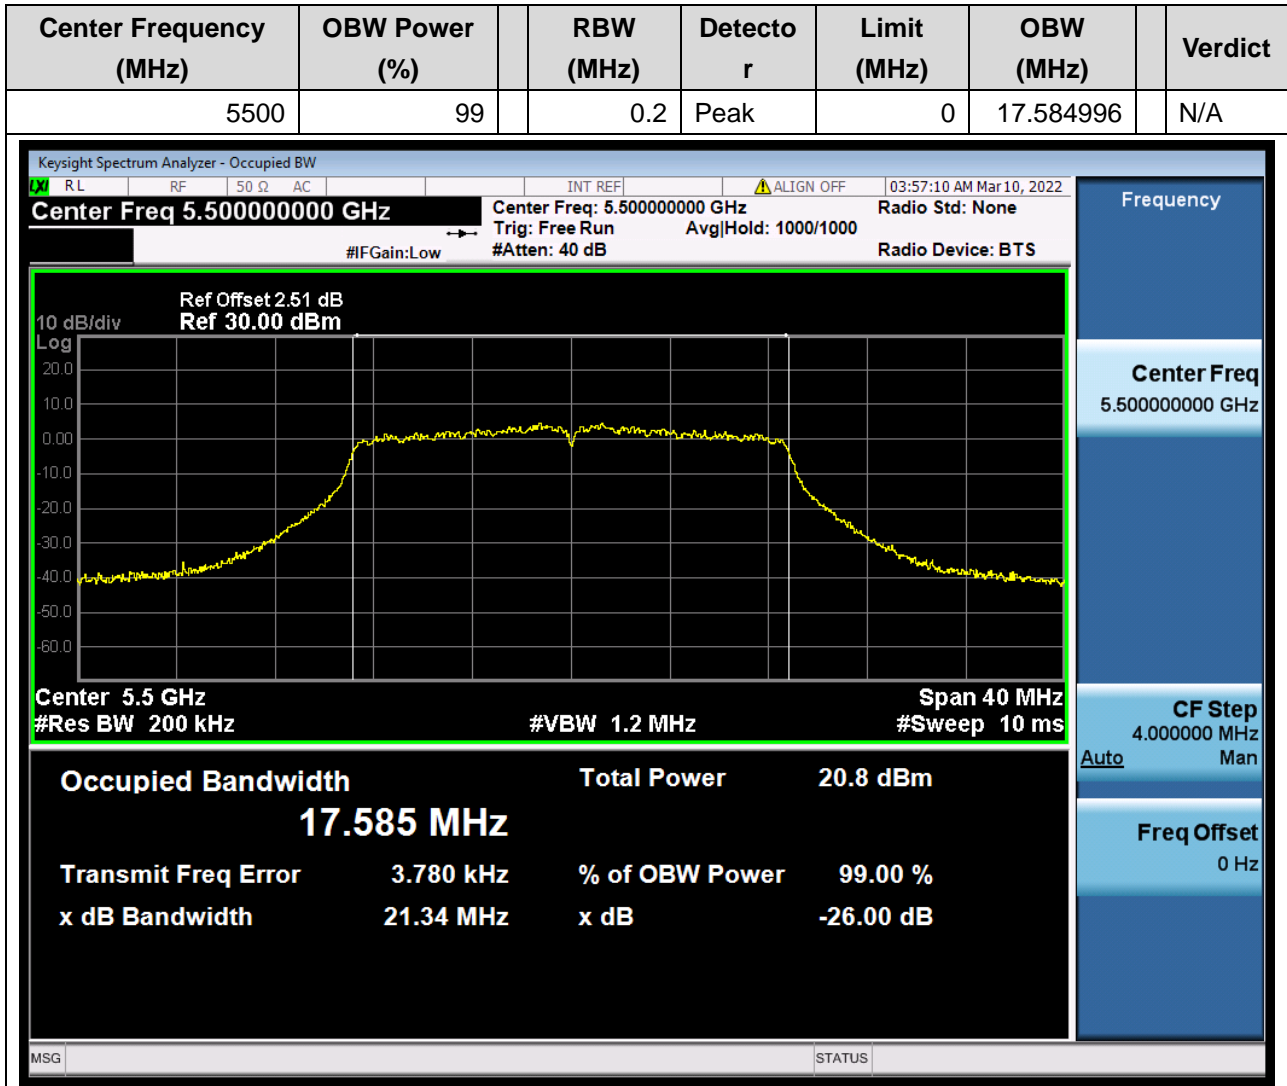 Center Frequency (MHz) OBW Power (%) RBW (MHz) Detector Limit (MHz) OBW (MHz) Verdict
5500 99 0.2 Peak 0 17.584996 N/A
Keysight Spectrum Analyzer - Occupied BW
LXI RL RF 50 Ω AC INT REF ALIGN OFF 03:57:10 AM Mar 10, 2022
Center Freq 5.500000000 GHz
Center Freq: 5.500000000 GHz
Radio Std: None
Trig: Free Run Avg|Hold: 1000/1000
#IFGain:Low #Atten: 40 dB Radio Device: BTS
Ref Offset 2.51 dB
10 dB/div Ref 30.00 dBm
Log
20.0
10.0
0.00
-10.0
-20.0
-30.0
-40.0
-50.0
-60.0
Center 5.5 GHz Span 40 MHz
#Res BW 200 kHz #VBW 1.2 MHz #Sweep 10 ms
Occupied Bandwidth Total Power 20.8 dBm
17.585 MHz
Transmit Freq Error 3.780 kHz % of OBW Power 99.00 %
x dB Bandwidth 21.34 MHz x dB -26.00 dB
Frequency
Center Freq
5.500000000 GHz
CF Step
4.000000 MHz
Auto Man
Freq Offset
0 Hz
MSG STATUS